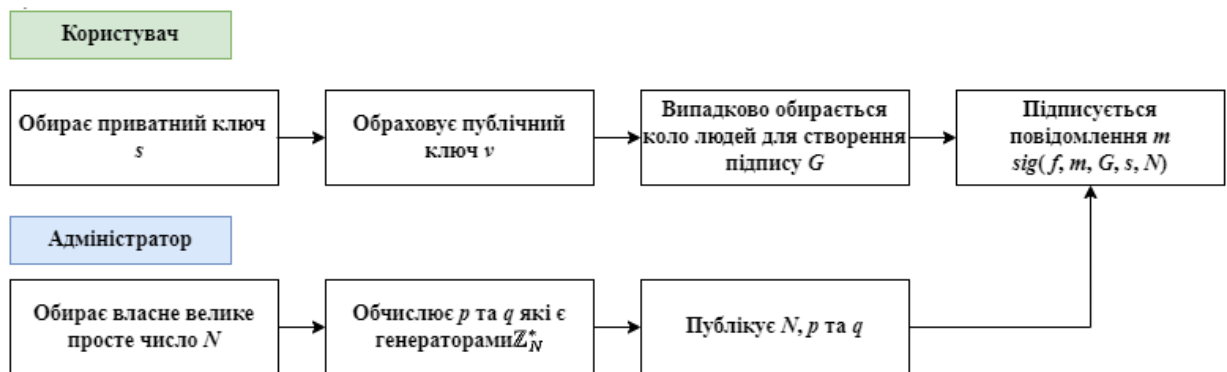 Користувач
Обирає приватний ключ
s
Обраховує публічний
ключ v
Випадково обирається
коло людей для створення
підпису G
Підписується
повідомлення m
sig(f, m, G, s, N)
Адміністратор
Обирає власне велике
просте число N
Обчислює p та q які є
генераторамиℤ*N
Публікує N, p та q